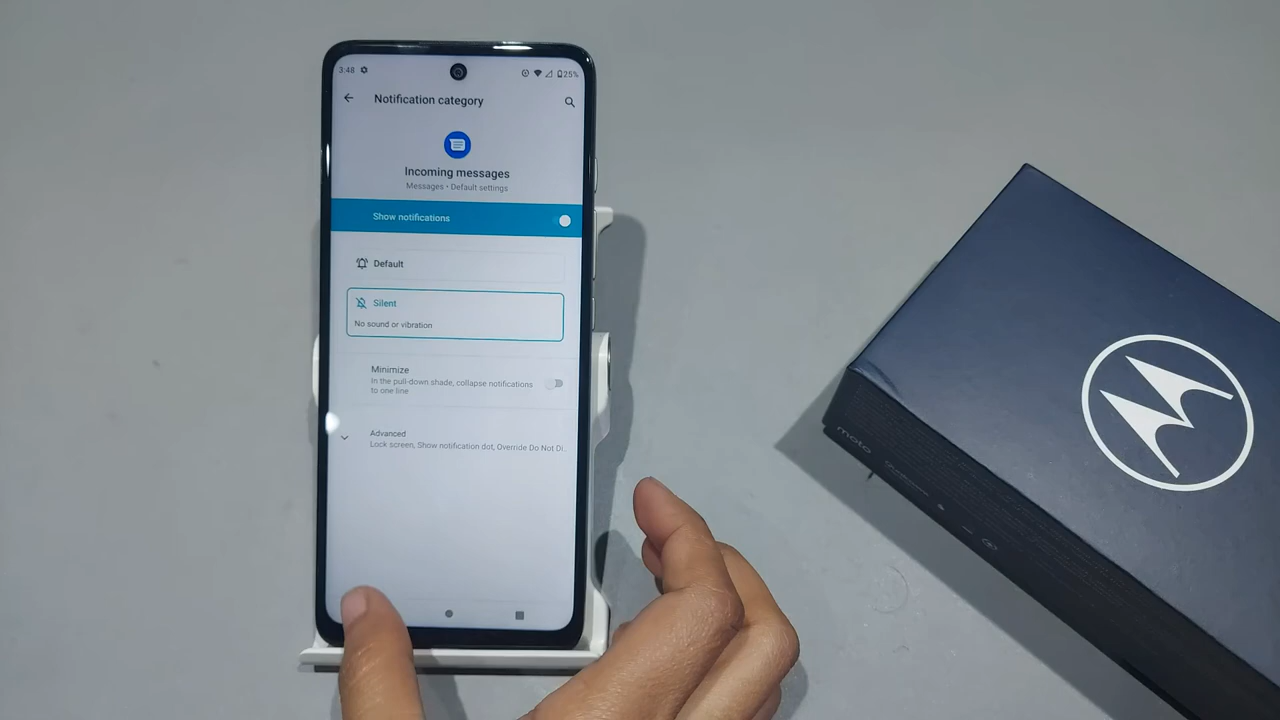 3:48
25%
Notification category
Incoming messages
Messages • Default settings
Show notifications
Default
Silent
No sound or vibration
Minimize
In the pull-down shade, collapse notifications
to one line
Advanced
Lock screen, Show notification dot, Override Do Not Di..
moto